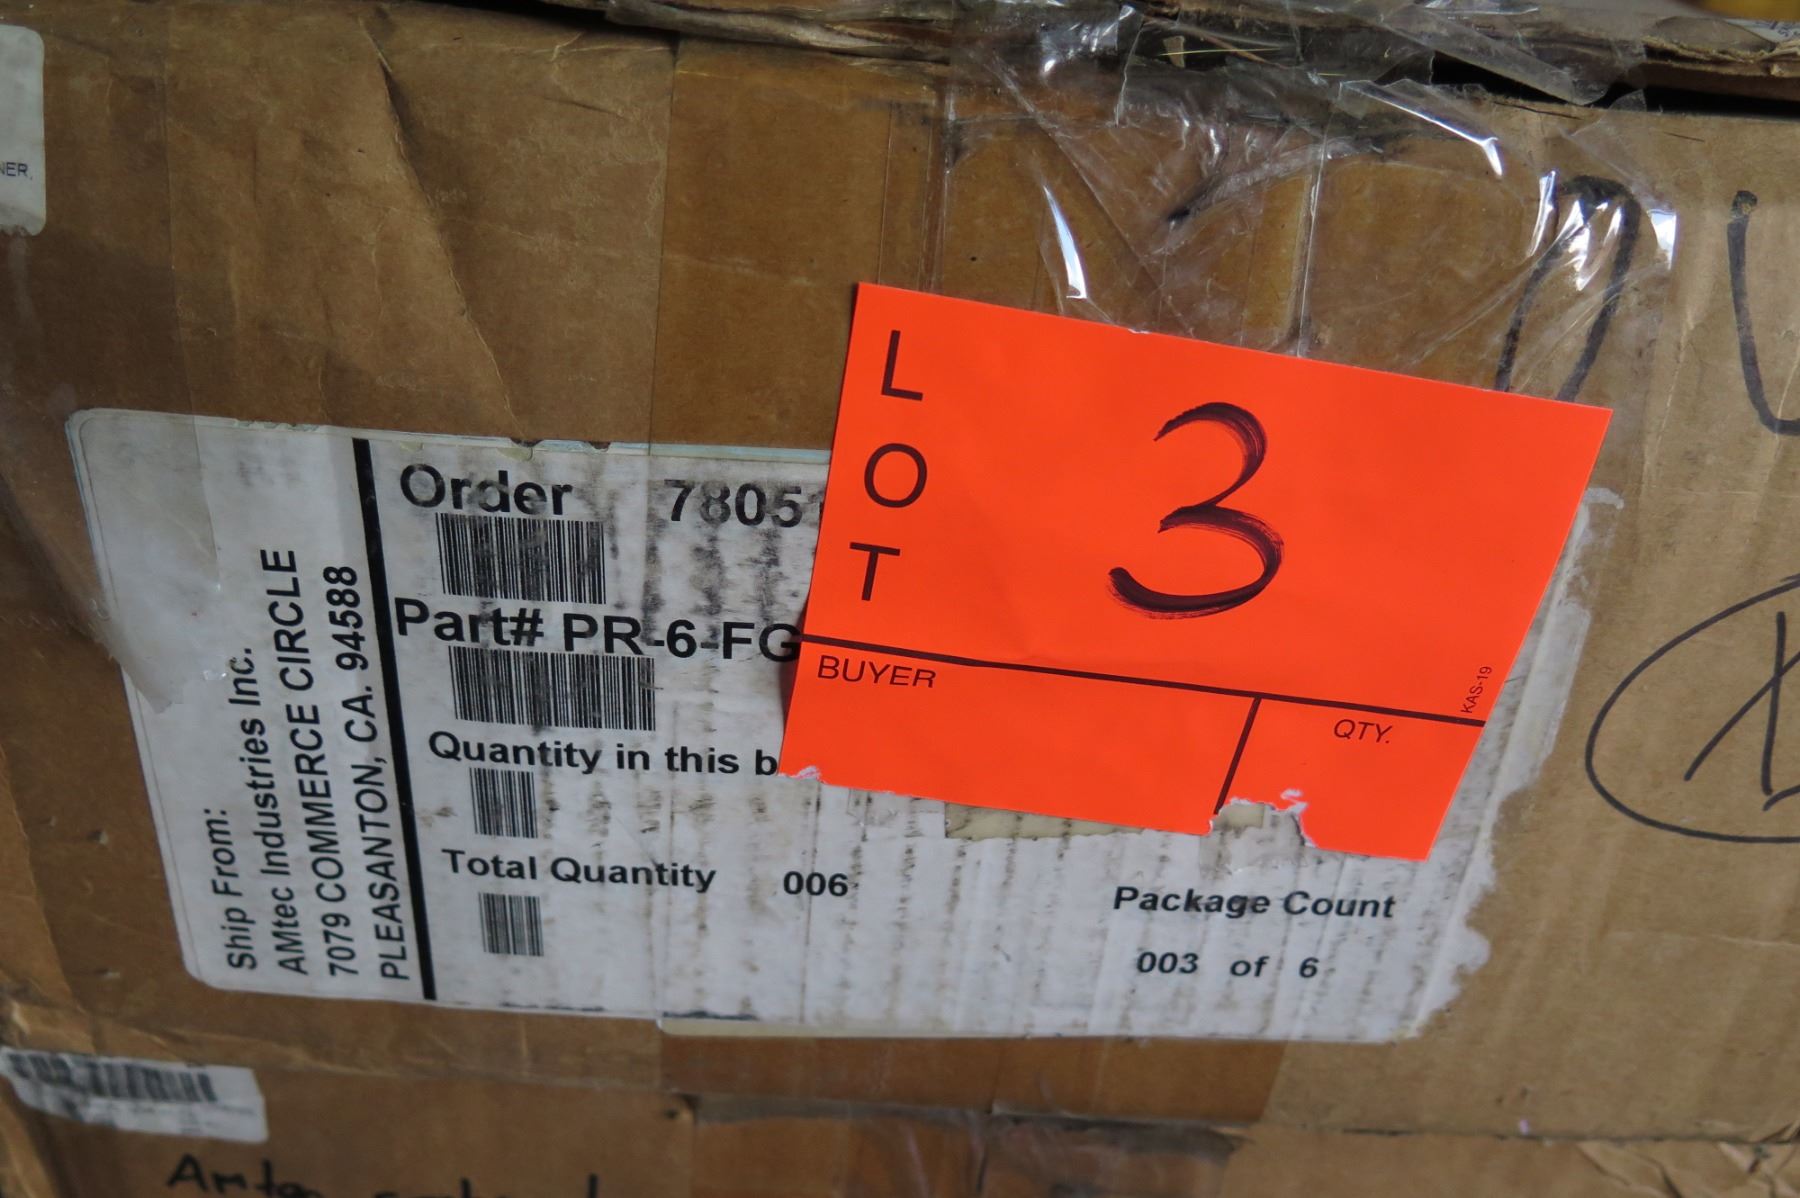 NER,
Ship From:
AMtec Industries Inc.
7079 COMMERCE CIRCLE
PLEASANTON, CA. 94588
Order 7805
Part# PR-6-FG
Quantity in this b
Total Quantity 006
Package Count
003 of 6
LOT
3
BUYER
QTY.
KAS-19